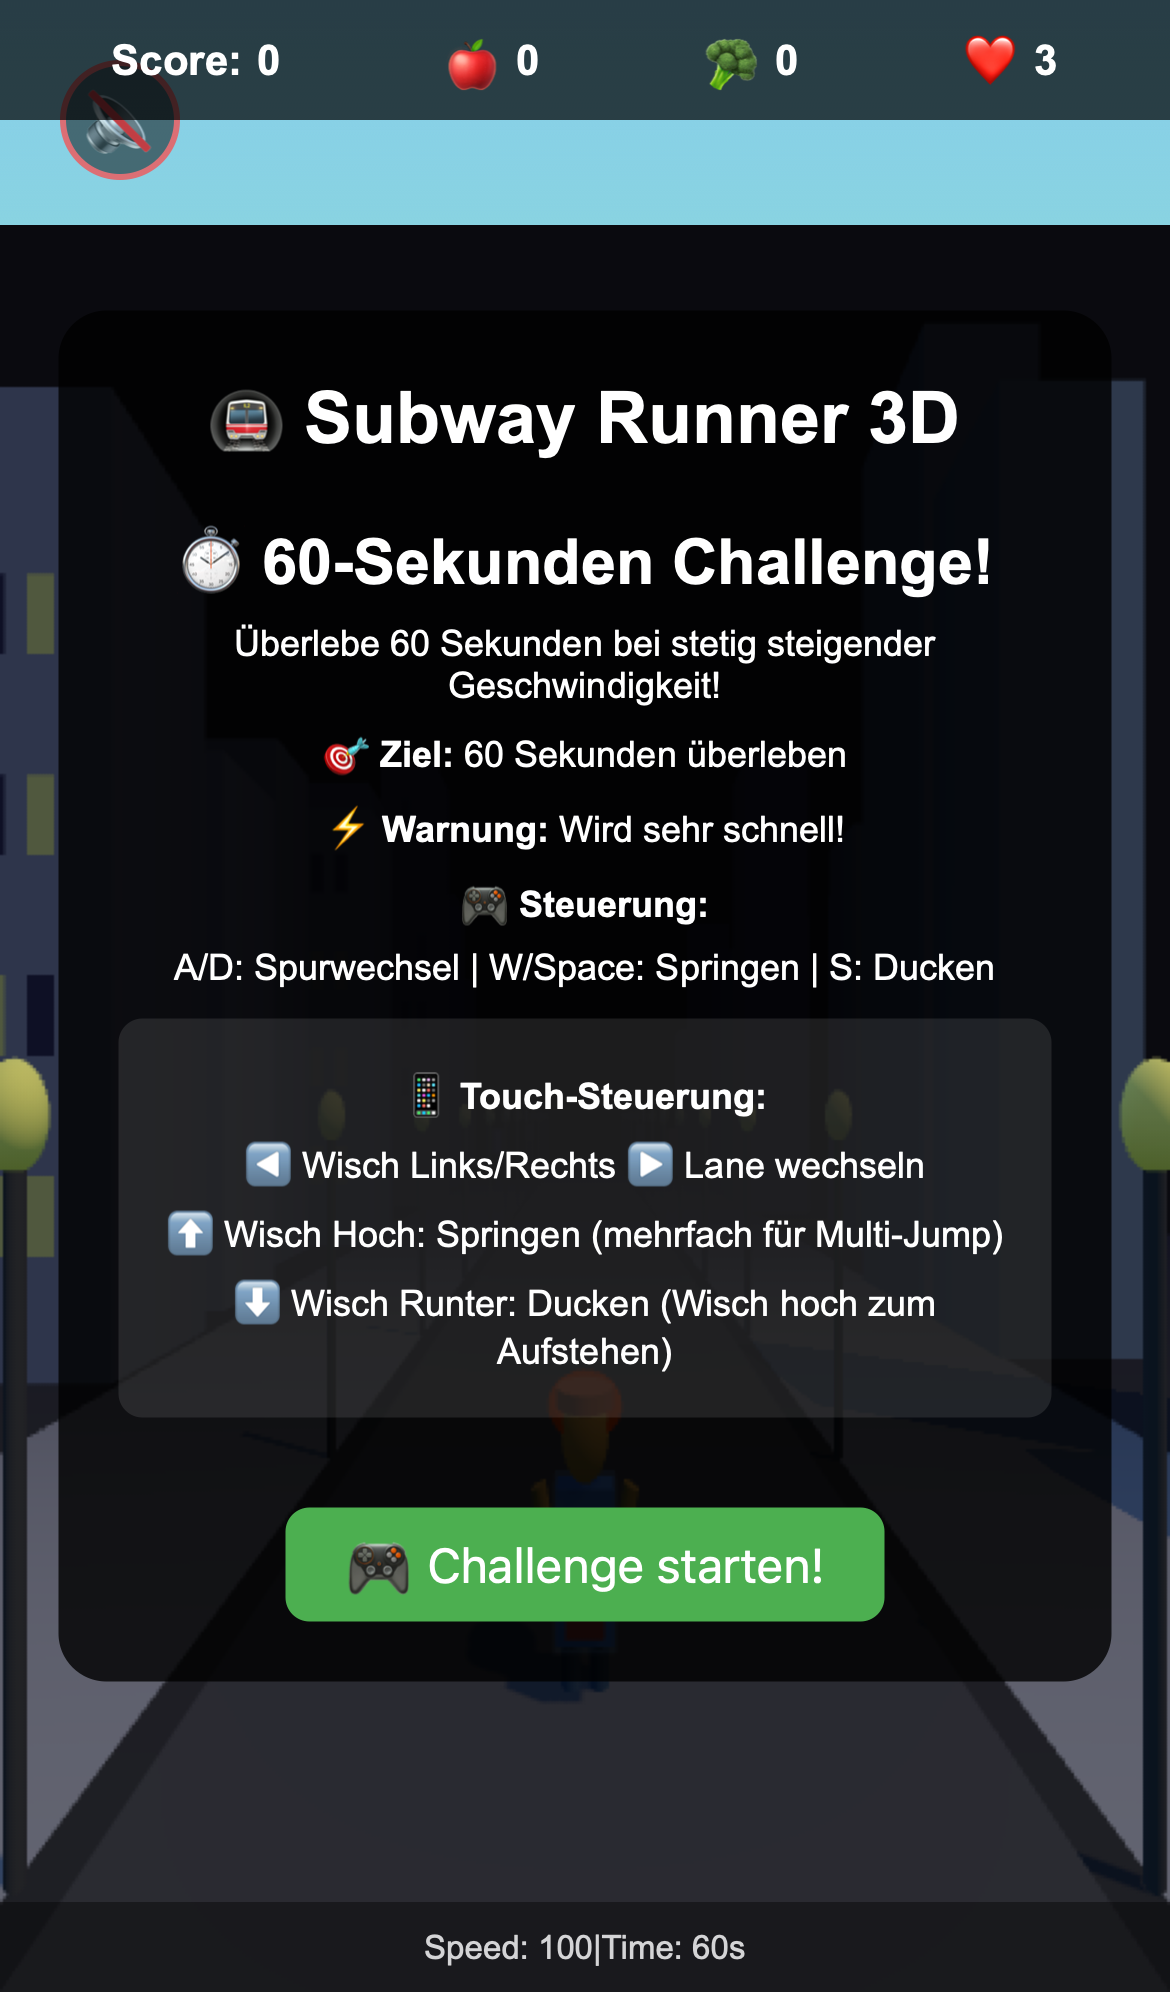 Score: 0 0 0 3
Subway Runner 3D
60-Sekunden Challenge!
Überlebe 60 Sekunden bei stetig steigender
Geschwindigkeit!
Ziel: 60 Sekunden überleben
Warnung: Wird sehr schnell!
Steuerung:
A/D: Spurwechsel | W/Space: Springen | S: Ducken
Touch-Steuerung:
Wisch Links/Rechts Lane wechseln
Wisch Hoch: Springen (mehrfach für Multi-Jump)
Wisch Runter: Ducken (Wisch hoch zum
Aufstehen)
Challenge starten!
Speed: 100|Time: 60s